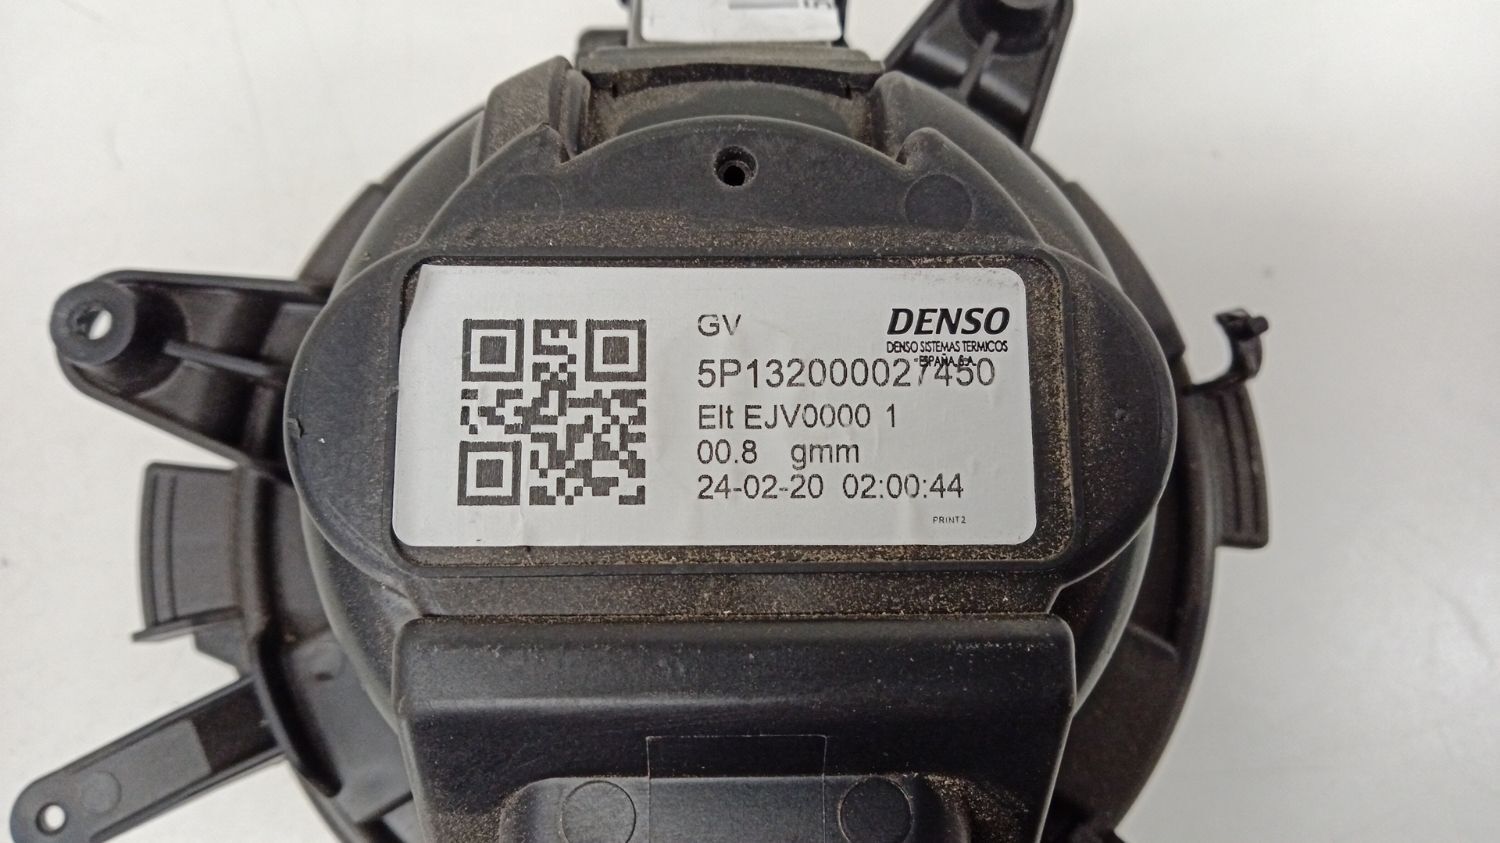 GV
DENSO
DENSO SISTEMAS TERMICOS
ESPAÑA, S.A.
5P132000027450
Elt EJV0000 1
00.8 gmm
24-02-20 02:00:44
PRINT2